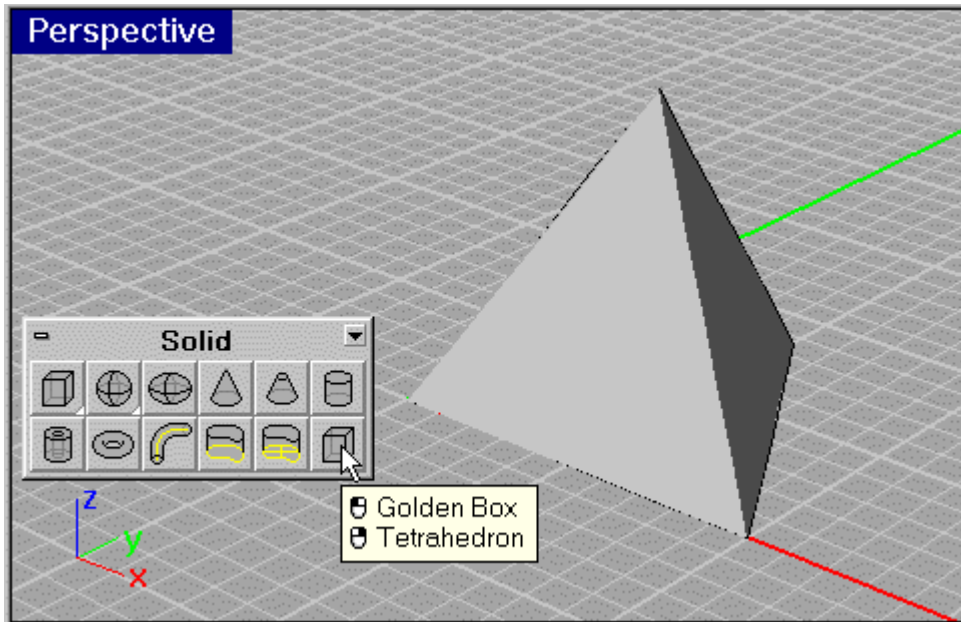 Perspective
Solid
z
y
x
Golden Box
Tetrahedron